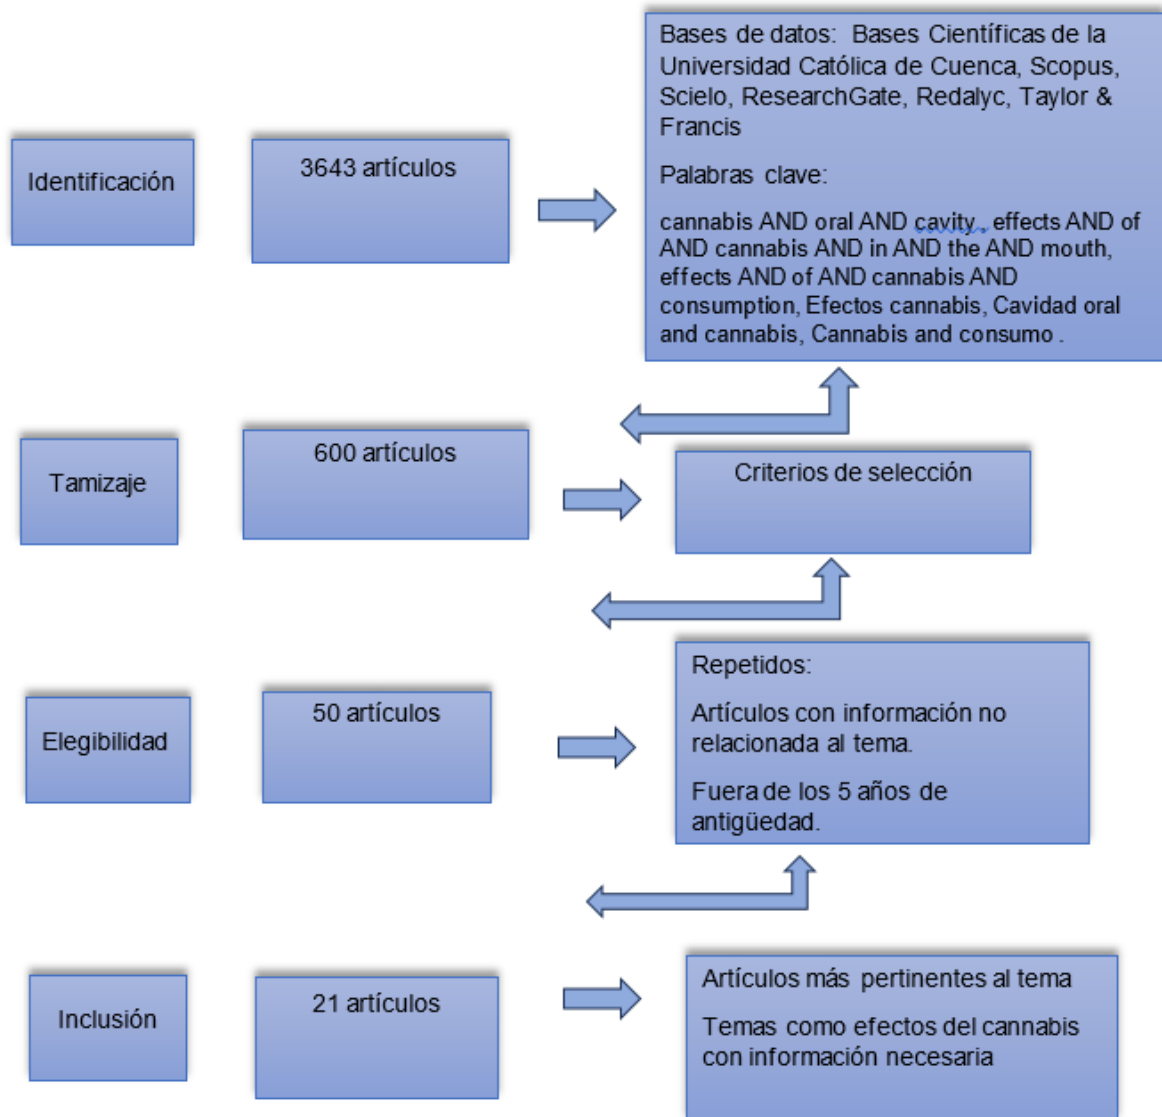 Identificación
3643 artículos
Bases de datos: Bases Científicas de la
Universidad Católica de Cuenca, Scopus,
Scielo, ResearchGate, Redalyc, Taylor &
Francis
Palabras clave:
cannabis AND oral AND cavity, effects AND of
AND cannabis AND in AND the AND mouth,
effects AND of AND cannabis AND
consumption, Efectos cannabis, Cavidad oral
and cannabis, Cannabis and consumo .
Tamizaje
600 artículos
Criterios de selección
Elegibilidad
50 artículos
Repetidos:
Artículos con información no
relacionada al tema.
Fuera de los 5 años de
antigüedad.
Inclusión
21 artículos
Artículos más pertinentes al tema
Temas como efectos del cannabis
con información necesaria